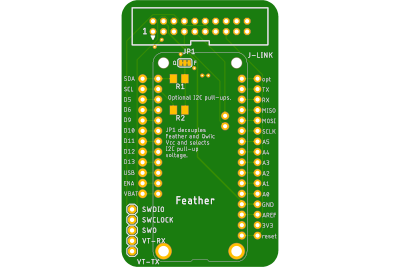 1
JP1
J-LINK
Q
P
R1
Optional I2C pull-ups.
R2
JP1 decouples
Feather and Qwiic
Vcc and selects
I2C pull-up
voltage.
SDA
SCL
D5
D6
D9
D10
D11
D12
D13
USB
ENA
VBAT
opt
TX
RX
MISO
MOSI
SCLK
A5
A4
A3
A2
A1
A0
GND
AREF
3V3
reset
Feather
SWDIO
SWCLOCK
SWO
VT-RX
VT-TX